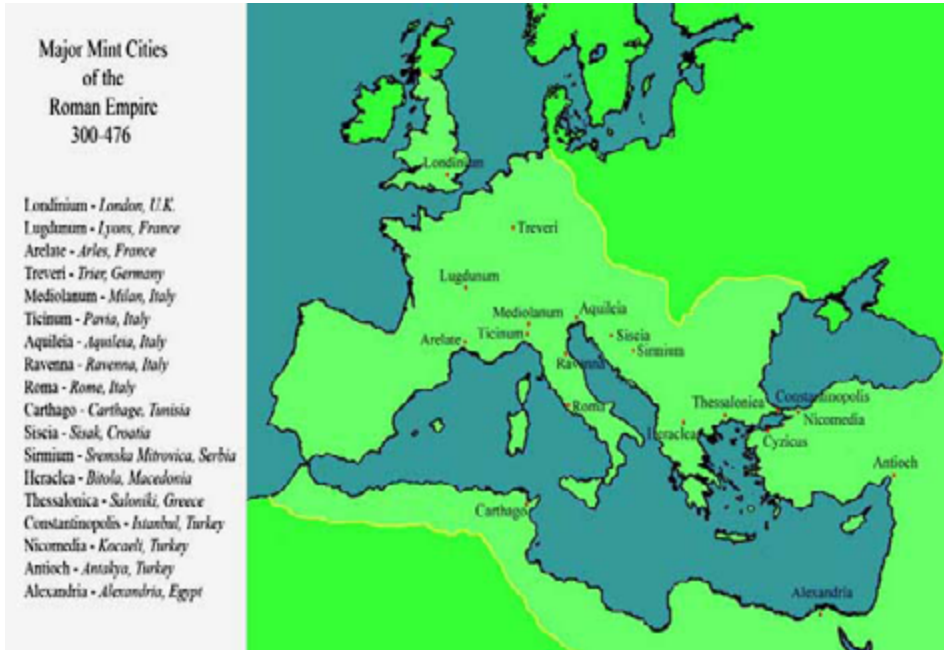 Major Mint Cities
of the
Roman Empire
300-476
Londinium - London, U.K.
Lugdunum - Lyons, France
Arelate - Arles, France
Treveri - Trier, Germany
Mediolanum - Milan, Italy
Ticinum - Pavia, Italy
Aquileia - Aquileia, Italy
Ravenna - Ravenna, Italy
Roma - Rome, Italy
Carthago - Carthage, Tunisia
Siscia - Sisak, Croatia
Sirmium - Sremska Mitrovica, Serbia
Heraclea - Bitola, Macedonia
Thessalonica - Saloniki, Greece
Constantinopolis - Istanbul, Turkey
Nicomedia - Kocaeli, Turkey
Antioch - Antakya, Turkey
Alexandria - Alexandria, Egypt
Londinium
Treveri
Lugdunum
Mediolanum
Aquileia
Ticinum
Arelate
Siscia
Sirmium
Ravenna
Roma
Thessalonica
Constantinopolis
Nicomedia
Heraclea
Cyzicus
Antioch
Carthago
Alexandria